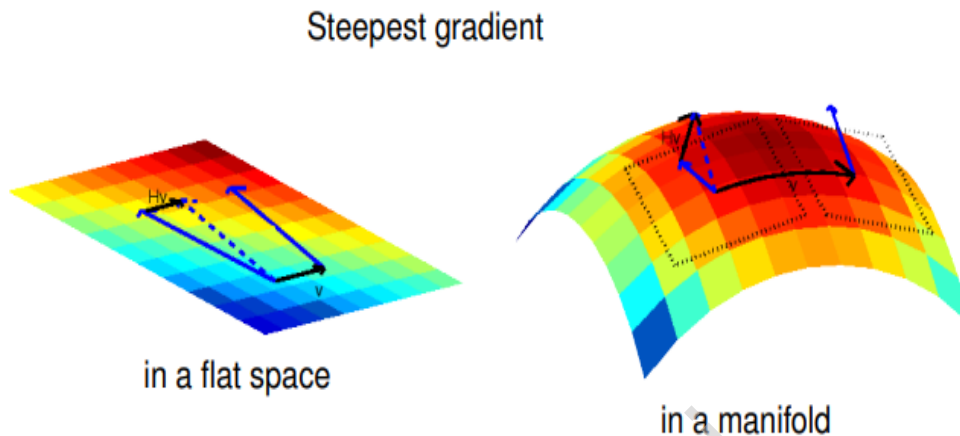 Steepest gradient
Hv
v
Hv
in a flat space
in a manifold